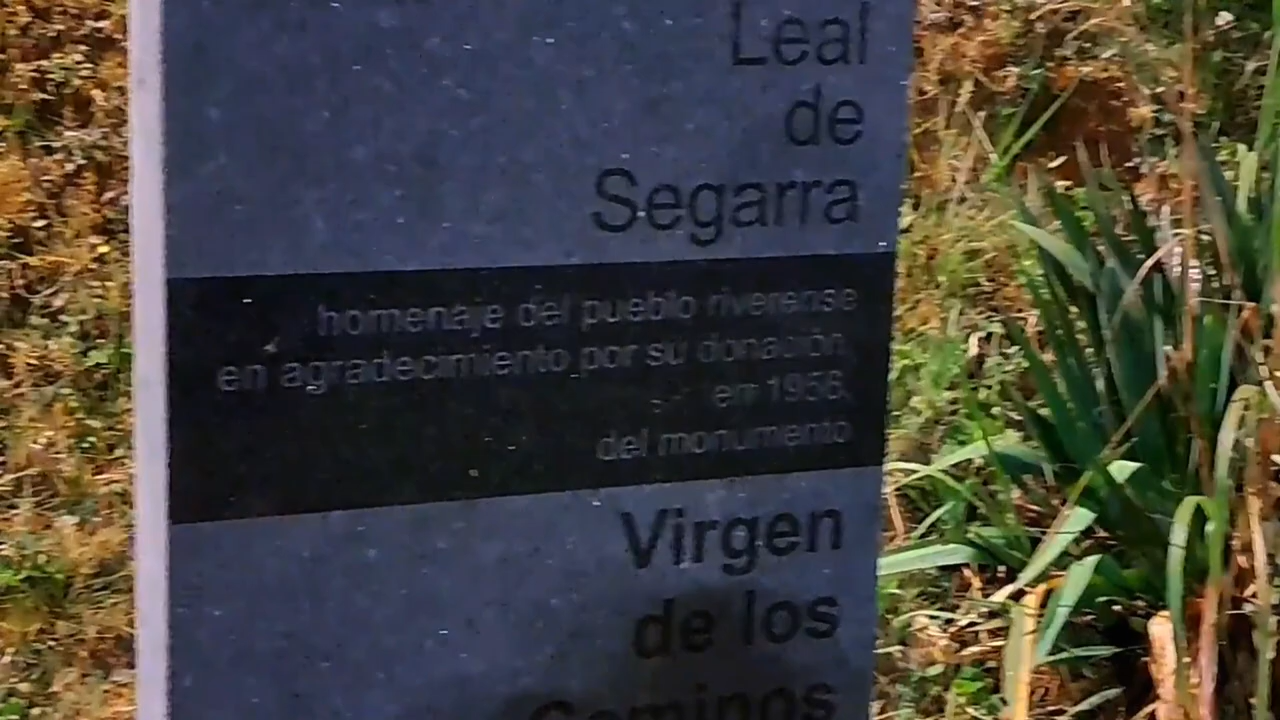 Leal
de
Segarra
homenaje del pueblo riverense
en agradecimiento por su donación,
en 1956,
del monumento
Virgen
de los
Caminos